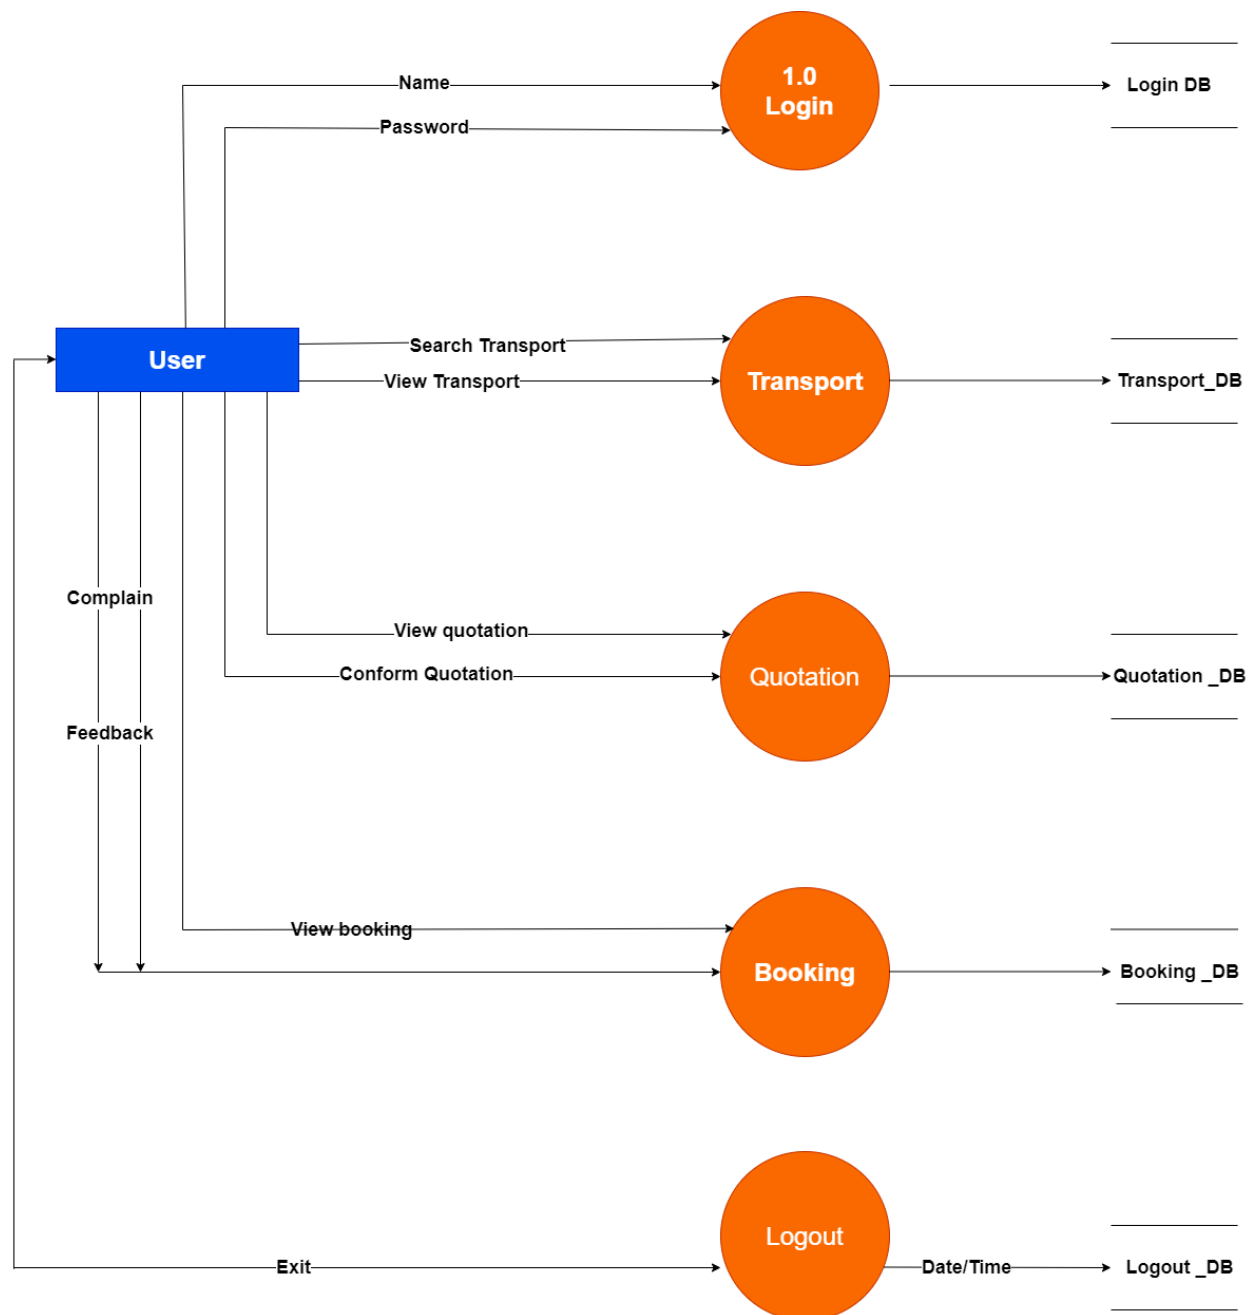 Name
1.0
Login
Login DB
Password
User
Search Transport
View Transport
Transport
Transport_DB
Complain
Feedback
View quotation
Conform Quotation
Quotation
Quotation _DB
View booking
Booking
Booking _DB
Logout
Exit
Date/Time
Logout _DB